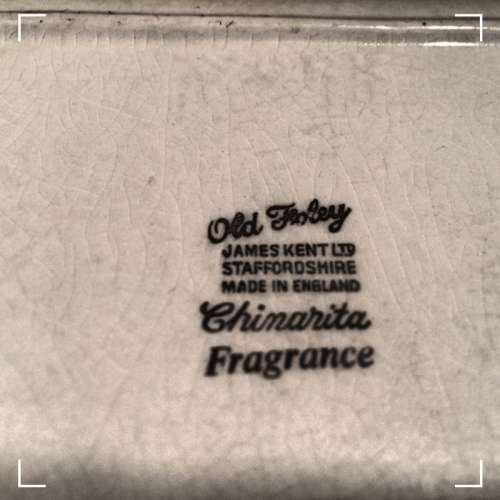 Old Foley
JAMES KENT LTD
STAFFORDSHIRE
MADE IN ENGLAND
Chinarita
Fragrance